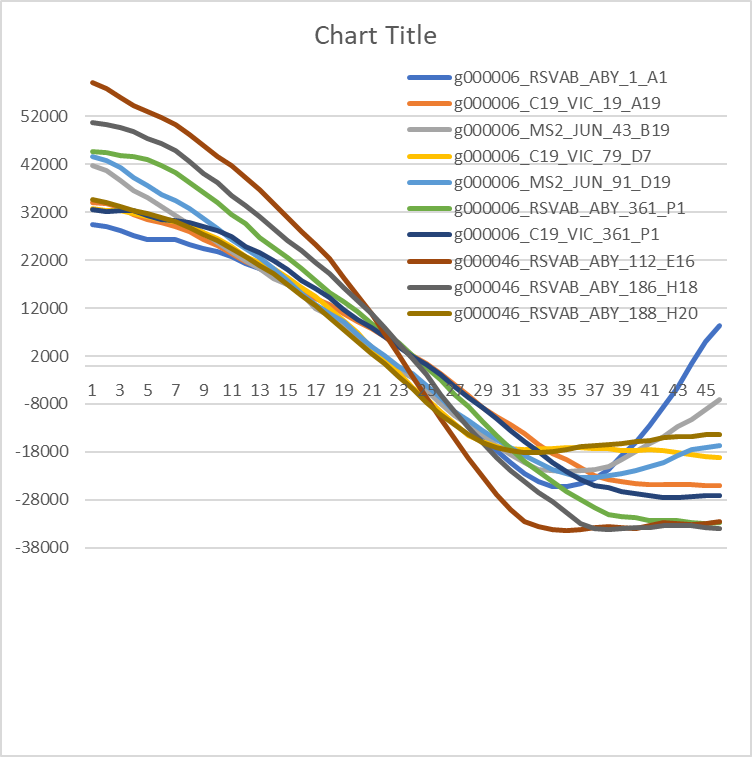 Chart Title
g000006_RSVAB_ABY_1_A1
g000006_C19_VIC_19_A19
g000006_MS2_JUN_43_B19
g000006_C19_VIC_79_D7
g000006_MS2_JUN_91_D19
g000006_RSVAB_ABY_361_P1
g000006_C19_VIC_361_P1
g000046_RSVAB_ABY_112_E16
g000046_RSVAB_ABY_186_H18
g000046_RSVAB_ABY_188_H20
52000
42000
32000
22000
12000
2000
-8000
-18000
-28000
-38000
1 3 5 7 9 11 13 15 17 19 21 23 25 27 29 31 33 35 37 39 41 43 45